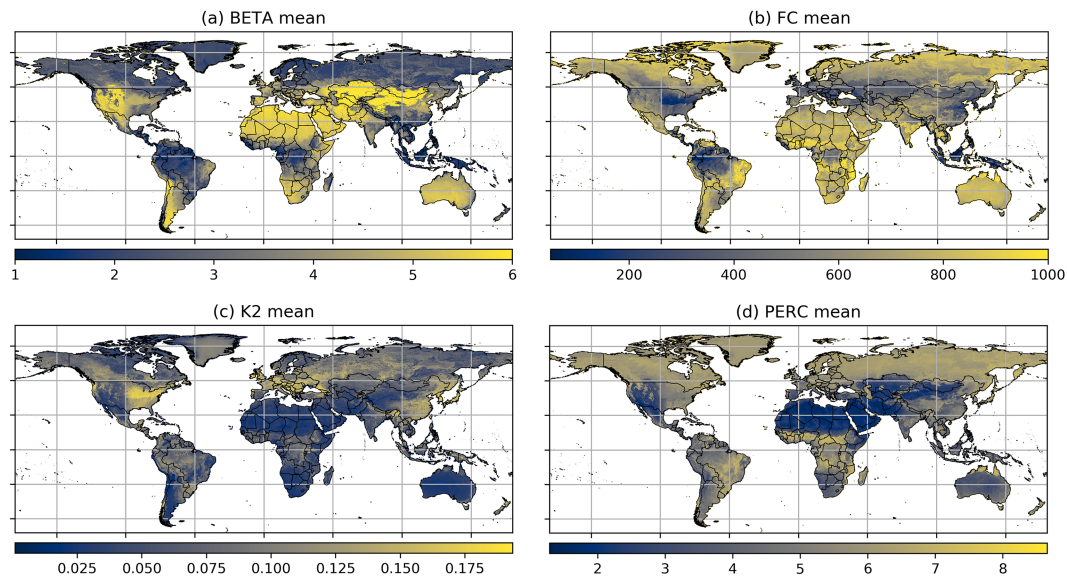 (a) BETA mean
(b) FC mean
1 2 3 4 5 6
200 400 600 800 1000
(c) K2 mean
(d) PERC mean
0.025 0.050 0.075 0.100 0.125 0.150 0.175
2 3 4 5 6 7 8